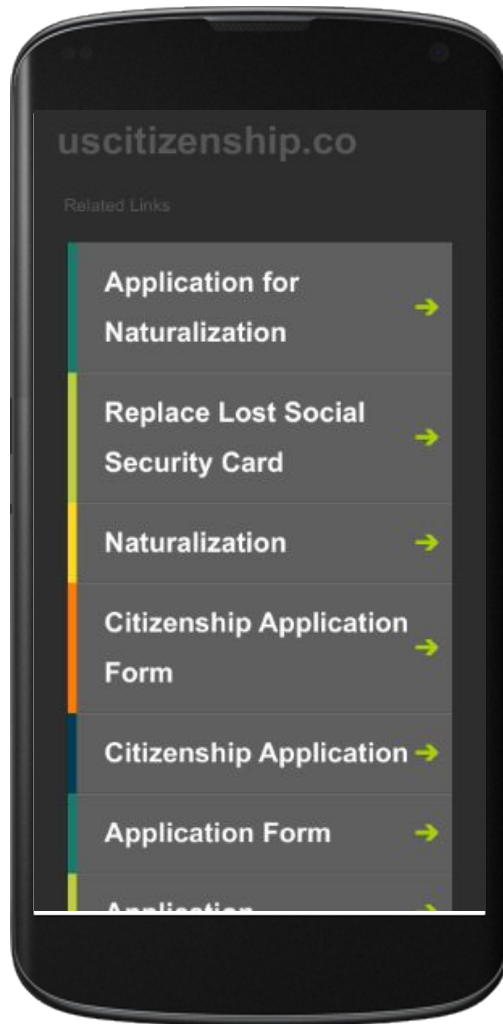 uscitizenship.co
Related Links
Application for
Naturalization
Replace Lost Social
Security Card
Naturalization
Citizenship Application
Form
Citizenship Application
Application Form
Application